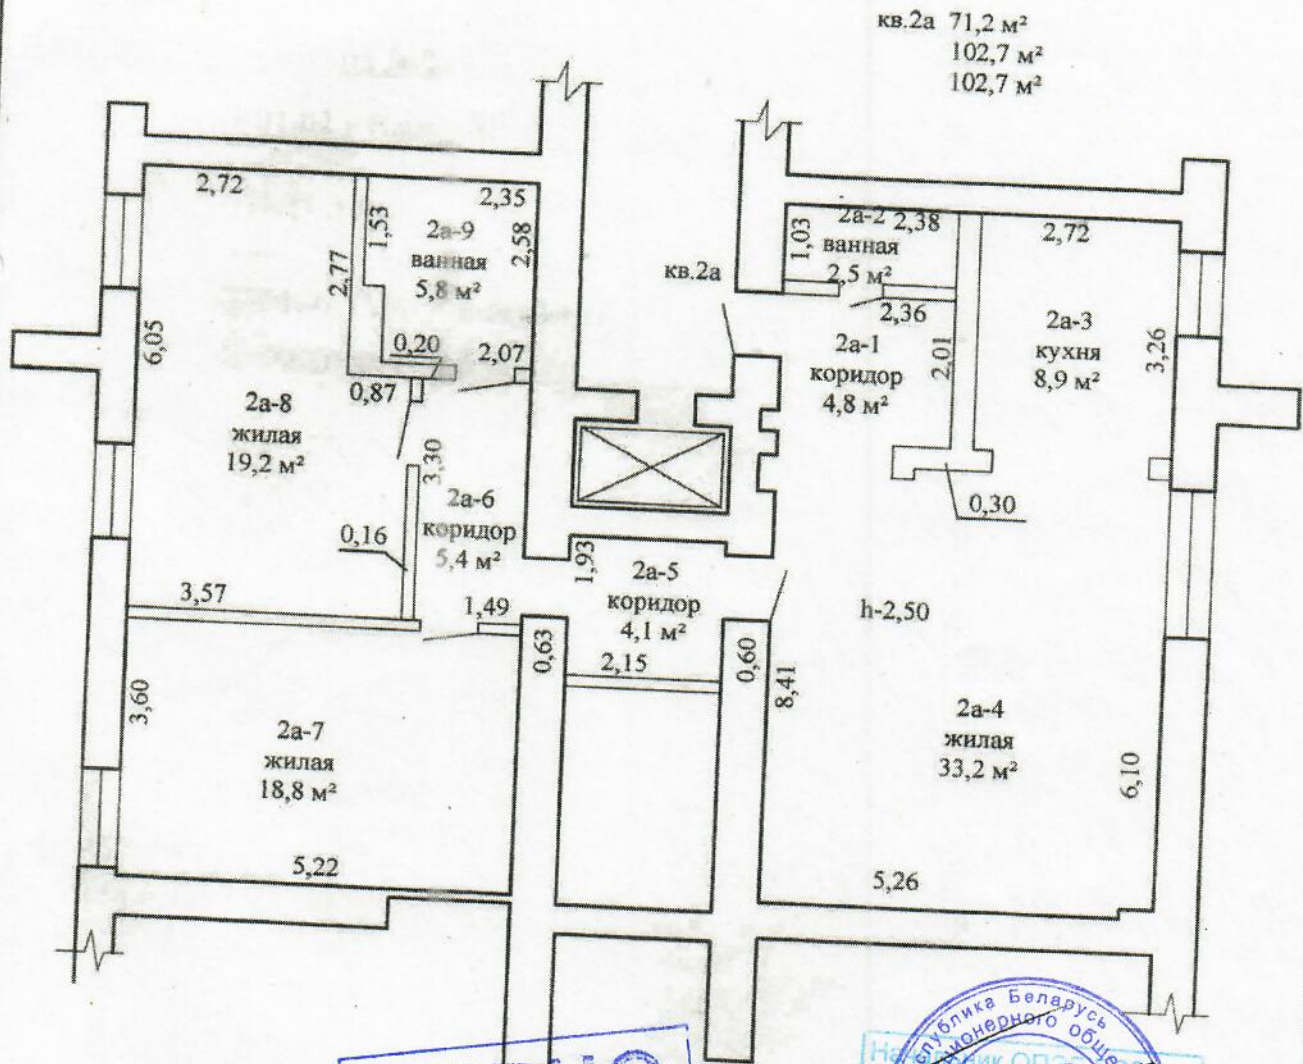 кв.2а 71,2 м²
102,7 м²
102,7 м²
2,72
1,53
2,35
2а-9
ванная
5,8 м²
2,58
2,77
6,05
0,20
2,07
0,87
2а-8
жилая
19,2 м²
3,30
2а-6
коридор
5,4 м²
0,16
3,57
1,49
кв.2а
1,03
2а-2
2,38
ванная
2,5 м²
2,36
2,72
2а-1
коридор
4,8 м²
2,01
2а-3
кухня
8,9 м²
3,26
0,30
1,93
2а-5
коридор
4,1 м²
2,15
0,63
0,60
h-2,50
8,41
3,60
2а-7
жилая
18,8 м²
5,22
2а-4
жилая
33,2 м²
6,10
5,26
Беларусь